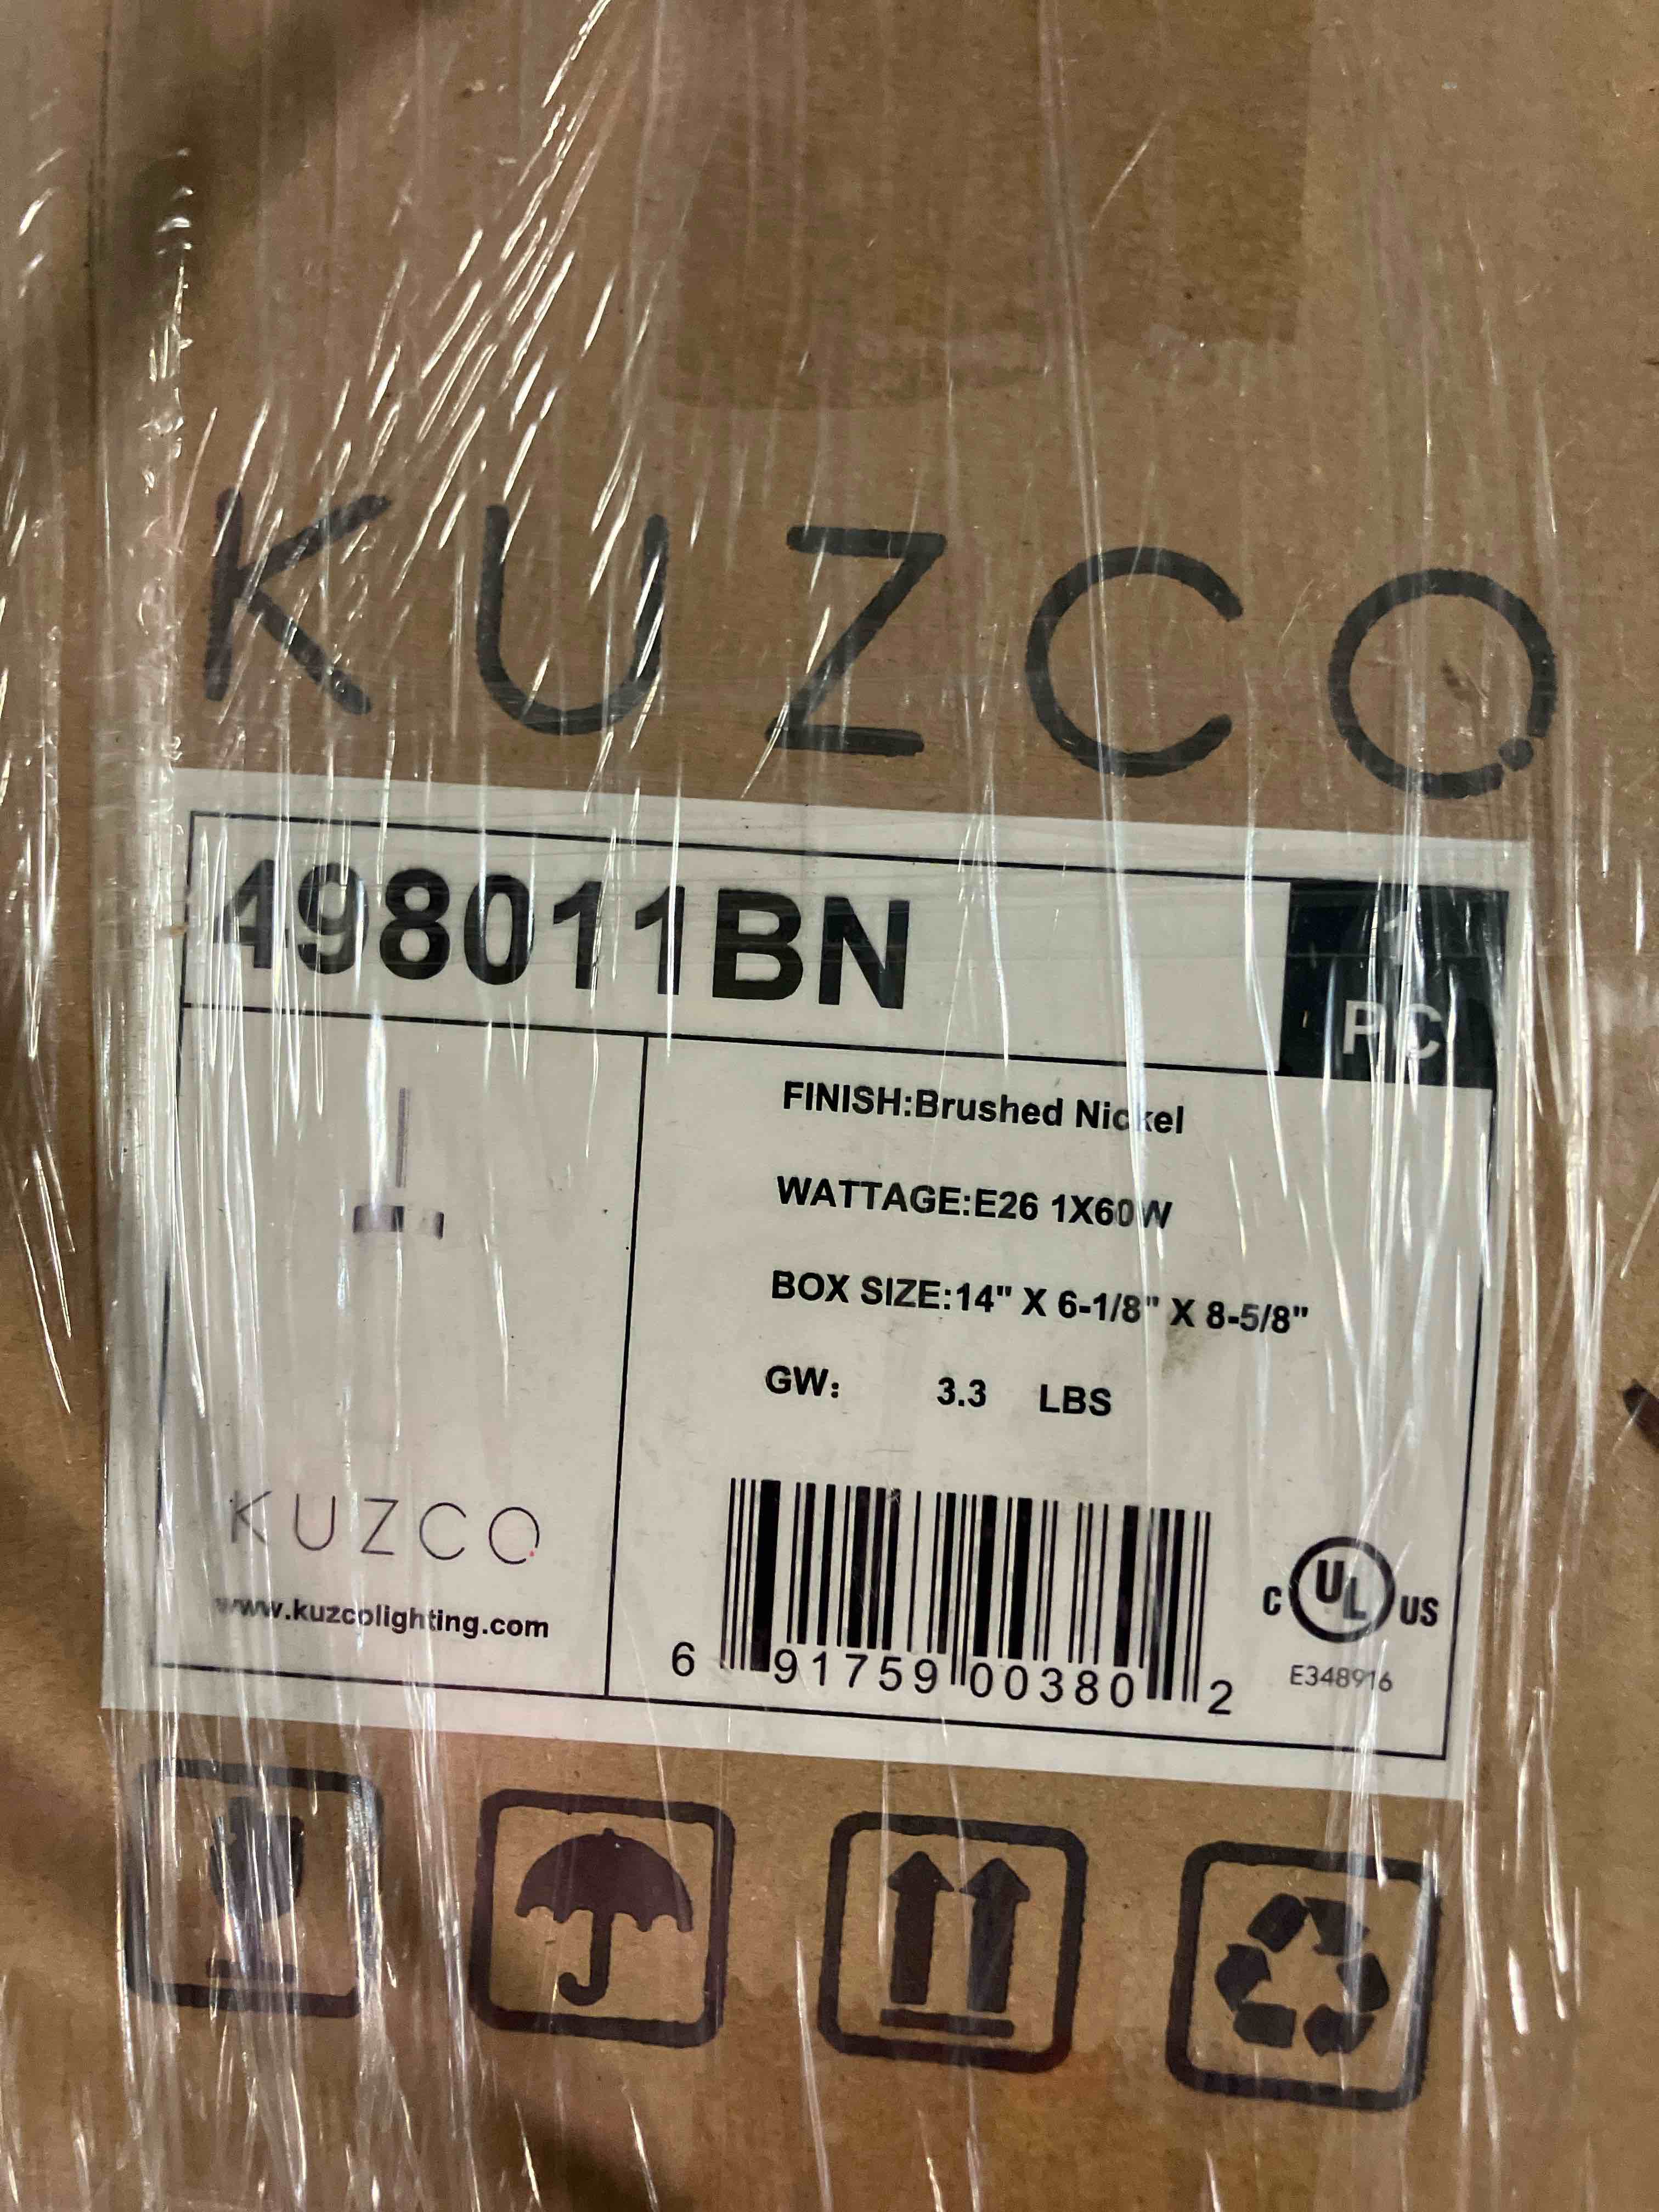 KUZCO
498011BN
1
PC
FINISH:Brushed Nickel
WATTAGE:E26 1X60W
BOX SIZE:14" X 6-1/8" X 8-5/8"
GW: 3.3 LBS
KUZCO
www.kuzcolighting.com
6 91759 00380 2
C UL US
E348916